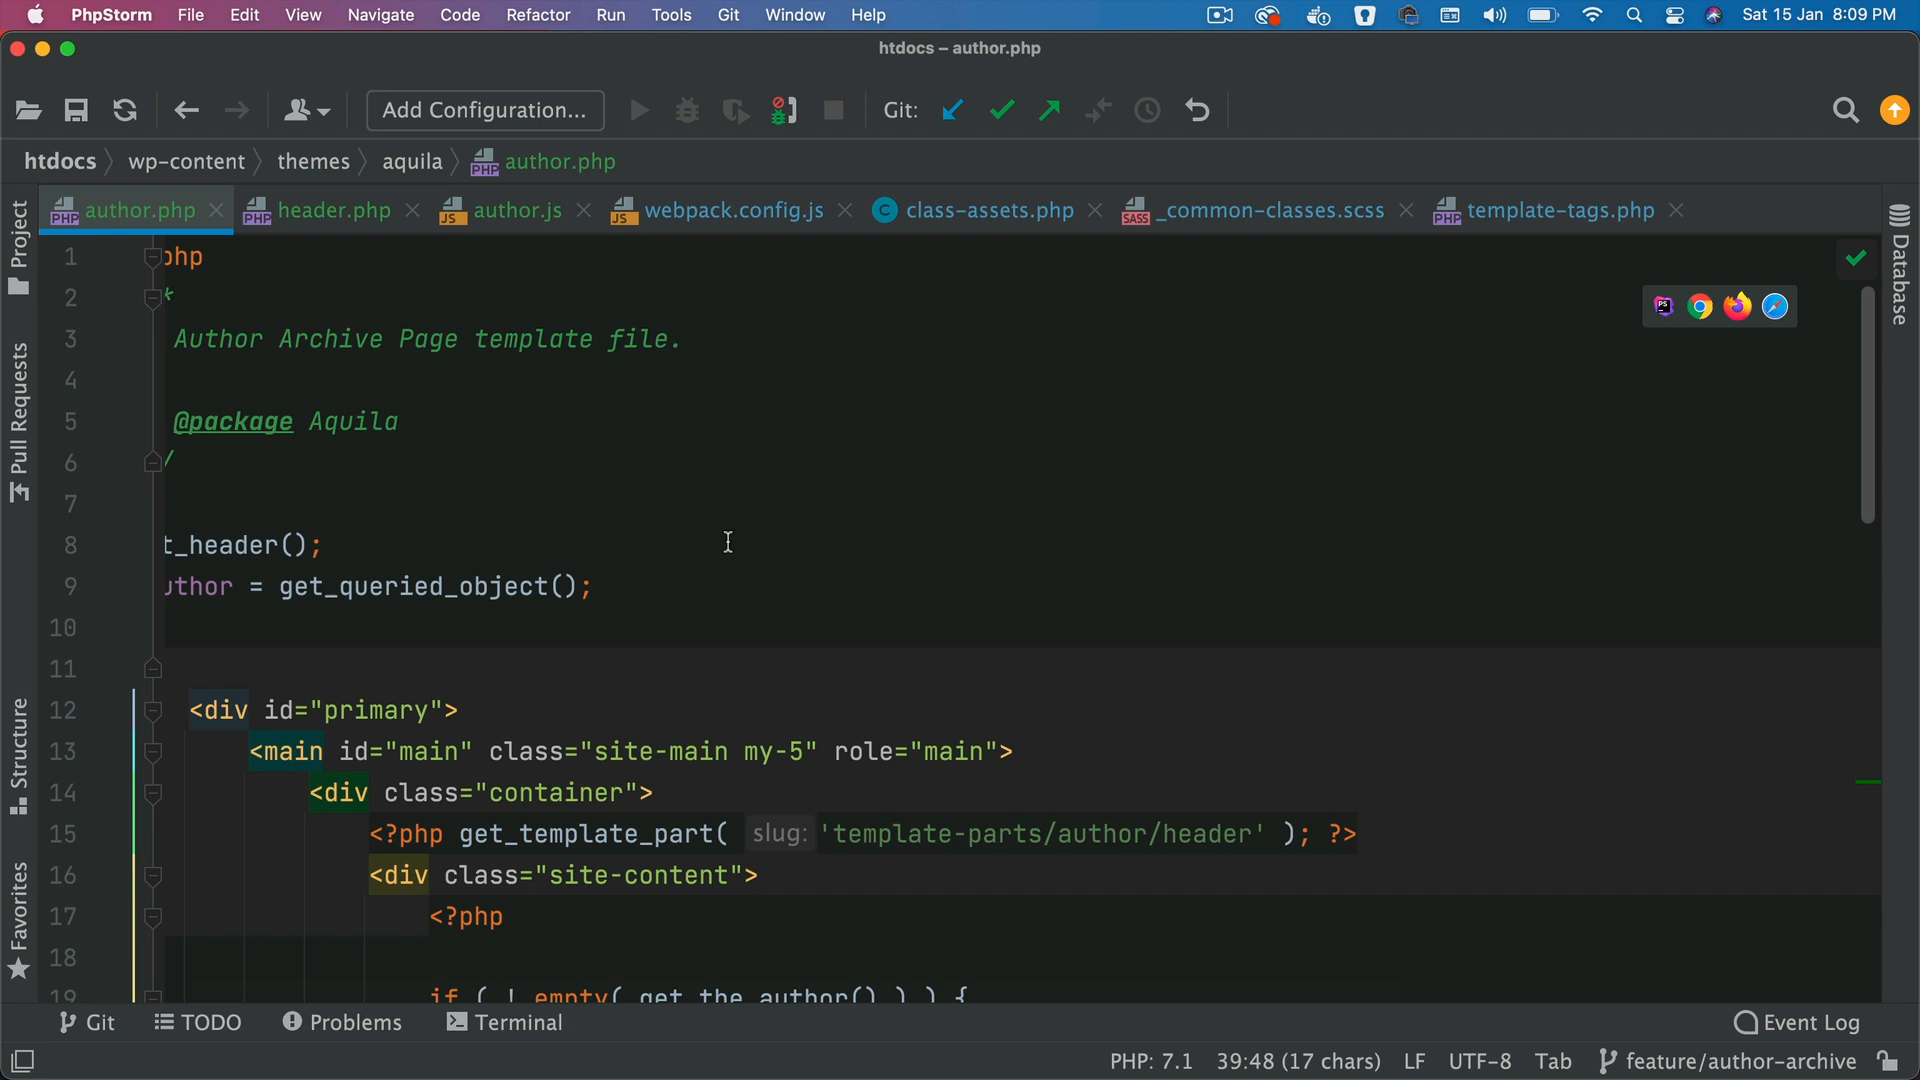 PhpStorm File Edit View Navigate Code Refactor Run Tools Git Window Help Sat 15 Jan 8:09 PM
htdocs – author.php
Add Configuration... Git:
htdocs wp-content themes aquila author.php
author.php header.php author.js webpack.config.js class-assets.php _common-classes.scss template-tags.php
Project
Pull Requests
Structure
Favorites
Database
1 php
2 *
3 Author Archive Page template file.
4
5 @package Aquila
6 /
7
8 t_header();
9 uthor = get_queried_object();
10
11
12 <div id="primary">
13 <main id="main" class="site-main my-5" role="main">
14 <div class="container">
15 <?php get_template_part( slug: 'template-parts/author/header' ); ?>
16 <div class="site-content">
17 <?php
18
19 if ( ! empty( get_the_author() ) ) {
Git TODO Problems Terminal Event Log
PHP: 7.1 39:48 (17 chars) LF UTF-8 Tab feature/author-archive